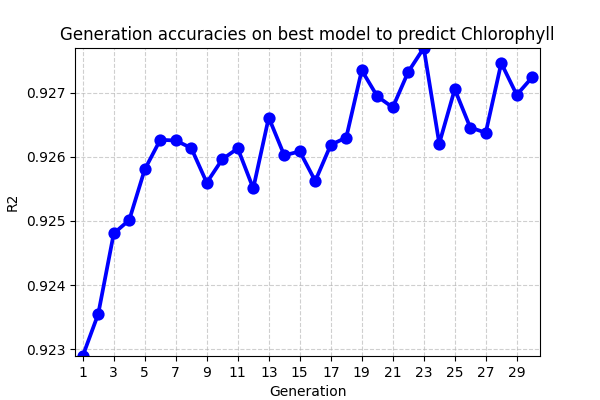 Generation accuracies on best model to predict Chlorophyll
0.927
0.926
0.925
0.924
0.923
R2
1 3 5 7 9 11 13 15 17 19 21 23 25 27 29
Generation